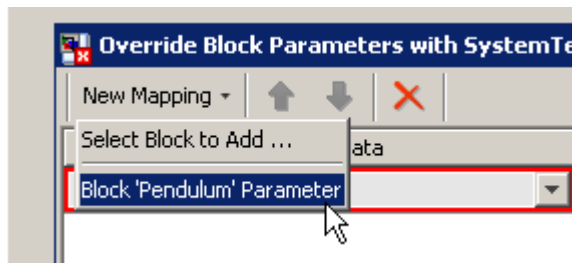 Override Block Parameters with SystemTe
New Mapping
Select Block to Add ...
ata
Block 'Pendulum' Parameter